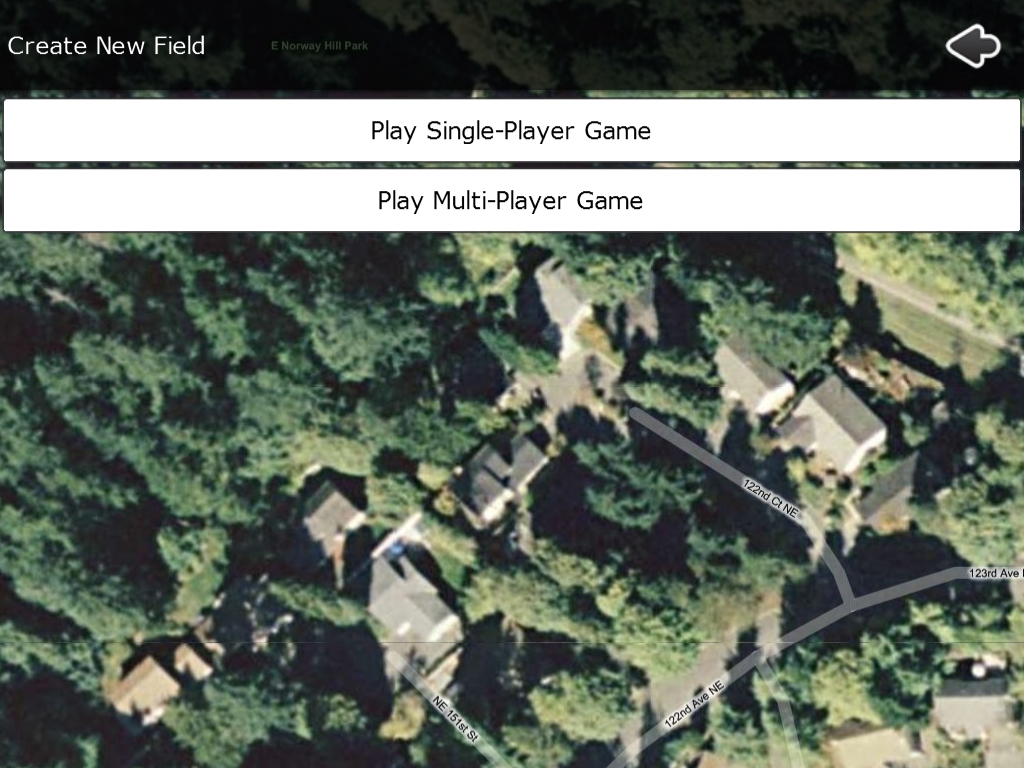 Create New Field
E Norway Hill Park
Play Single-Player Game
Play Multi-Player Game
122nd Ct NE
123rd Ave
122nd Ave NE
NE 151st St